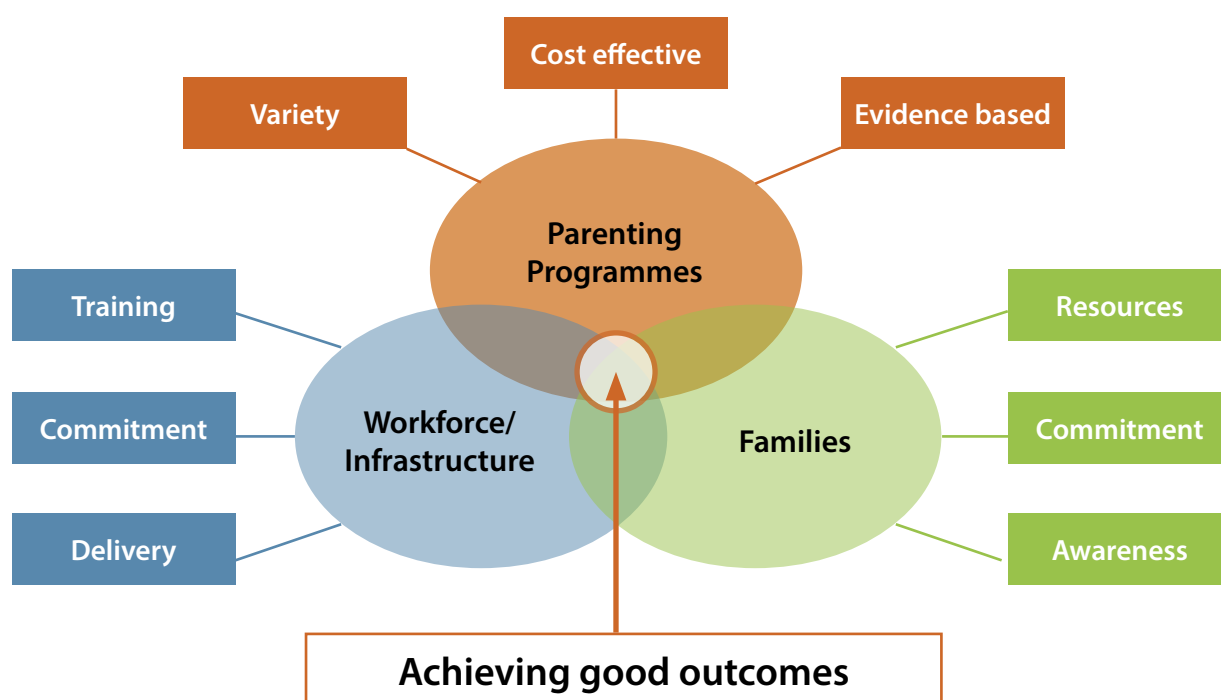 Cost effective
Variety
Evidence based
Parenting
Programmes
Training
Resources
Commitment
Workforce/
Infrastructure
Families
Commitment
Delivery
Awareness
Achieving good outcomes